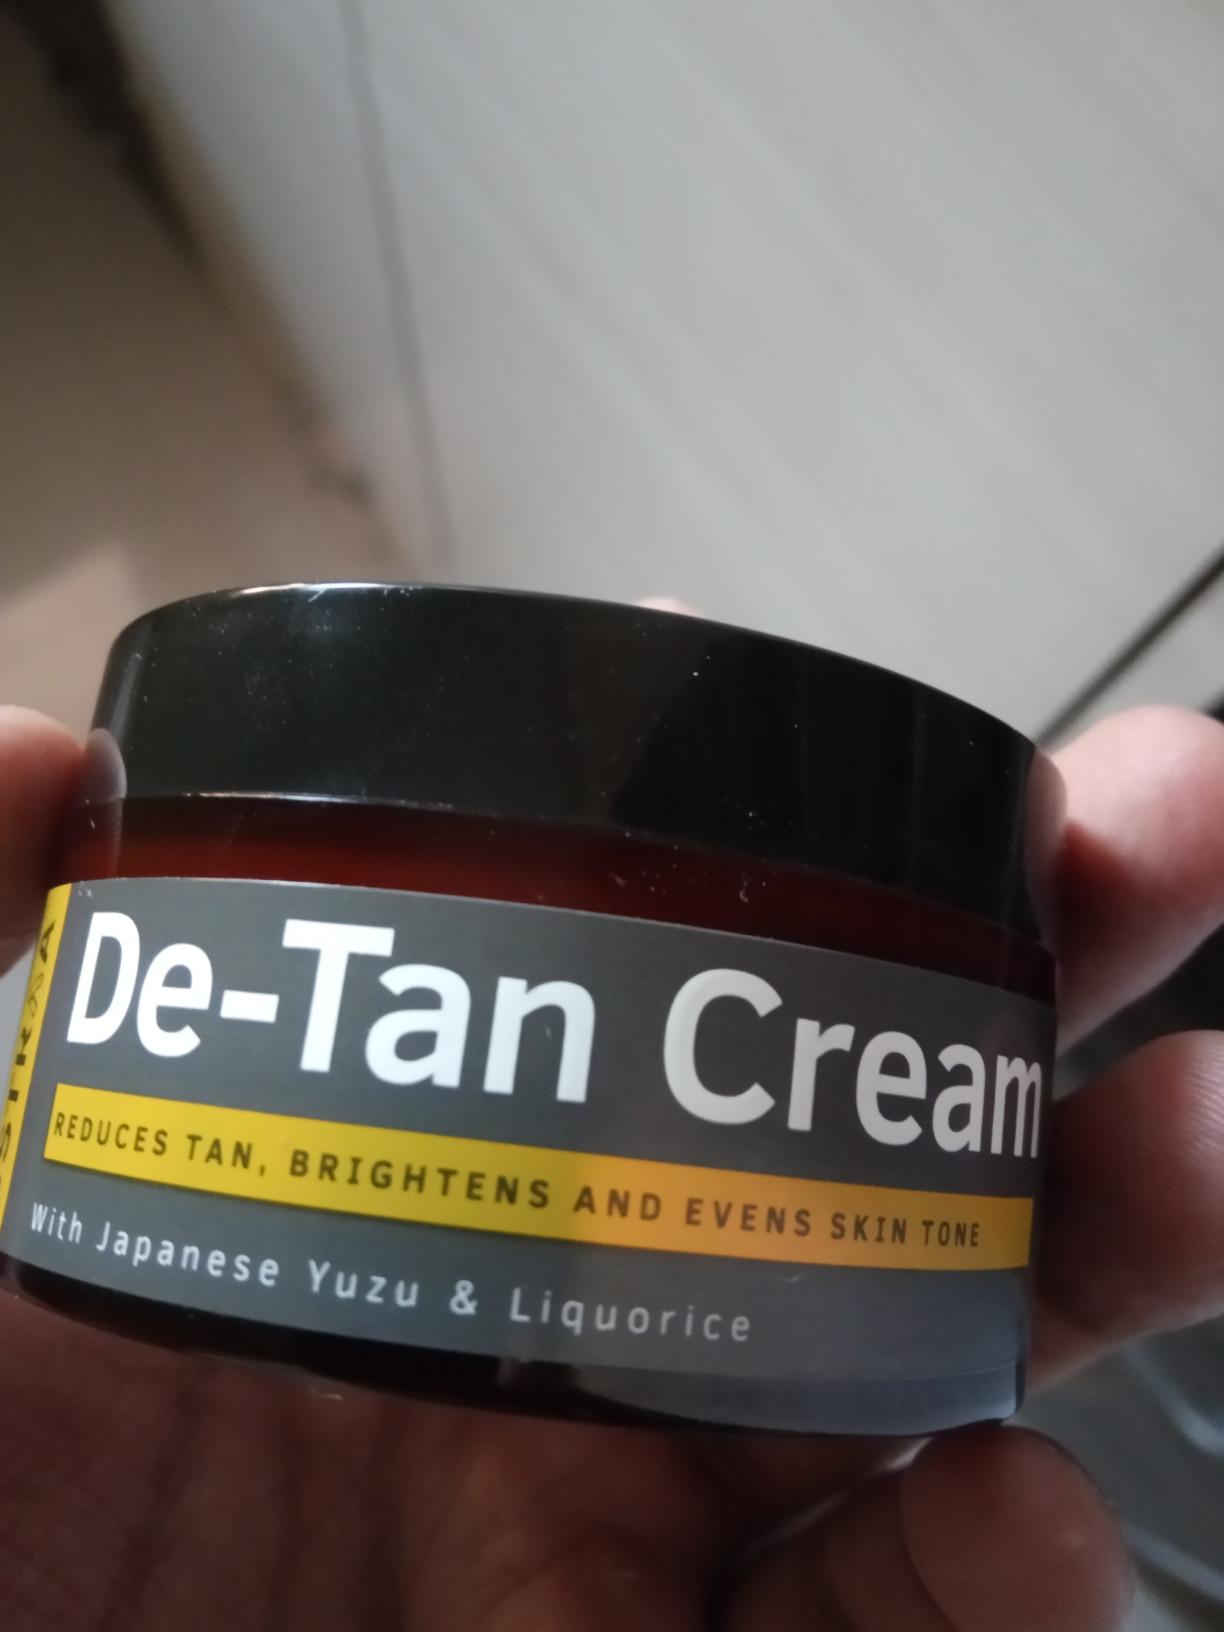 De-Tan Cream
REDUCES TAN, BRIGHTENS AND EVENS SKIN TONE
With Japanese Yuzu & Liquorice